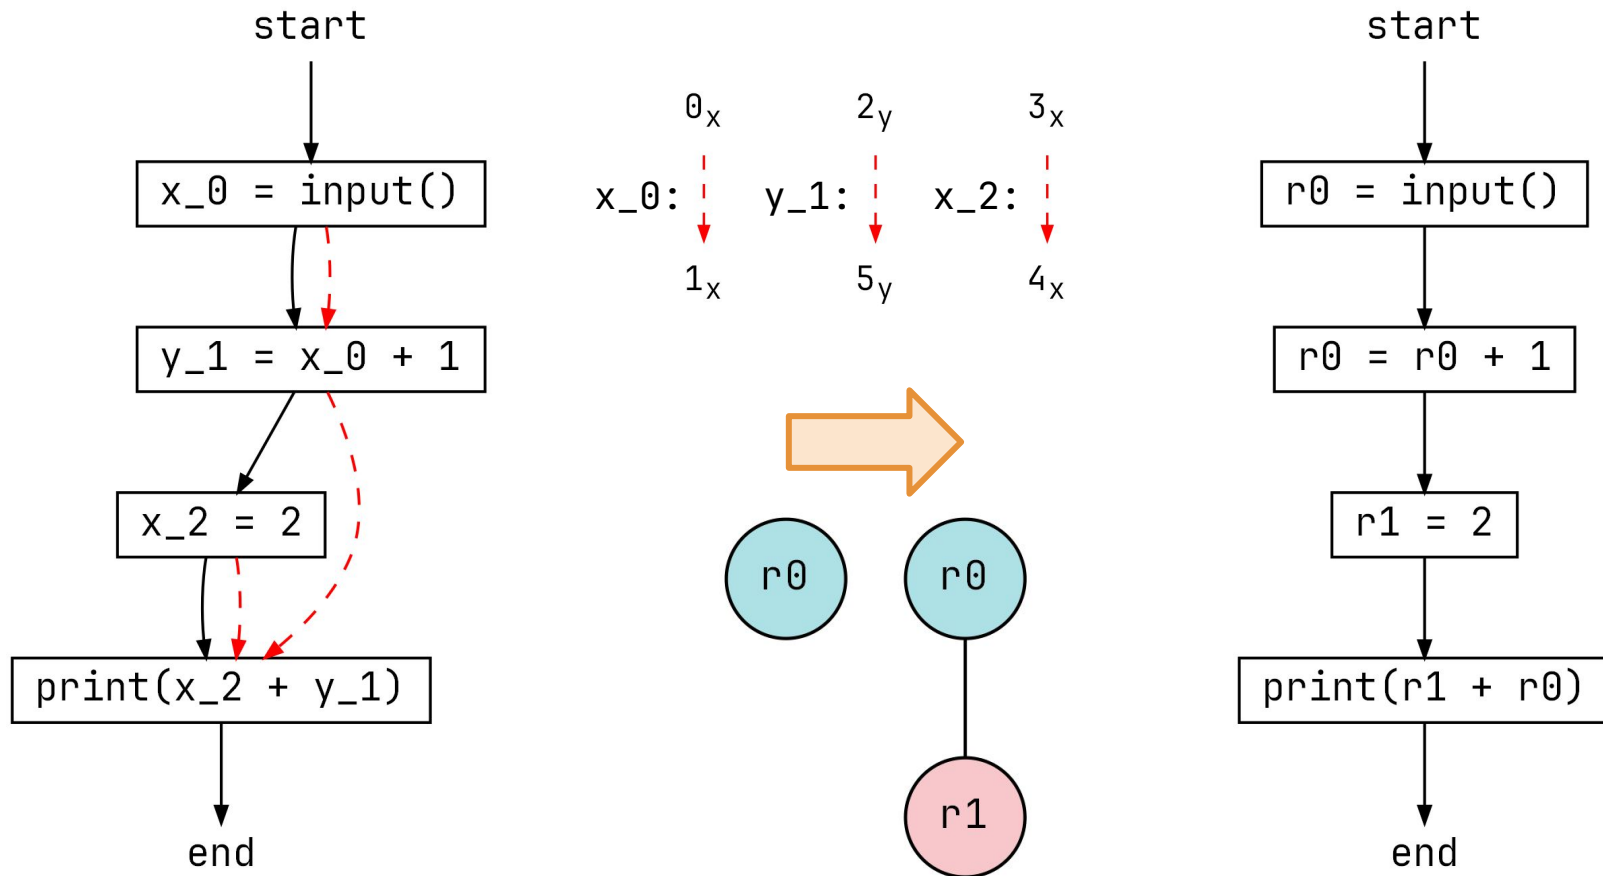 start
x_0 = input()
y_1 = x_0 + 1
x_2 = 2
print(x_2 + y_1)
end
0x 2y 3x
x_0: y_1: x_2:
1x 5y 4x
r0 r0
r1
start
r0 = input()
r0 = r0 + 1
r1 = 2
print(r1 + r0)
end